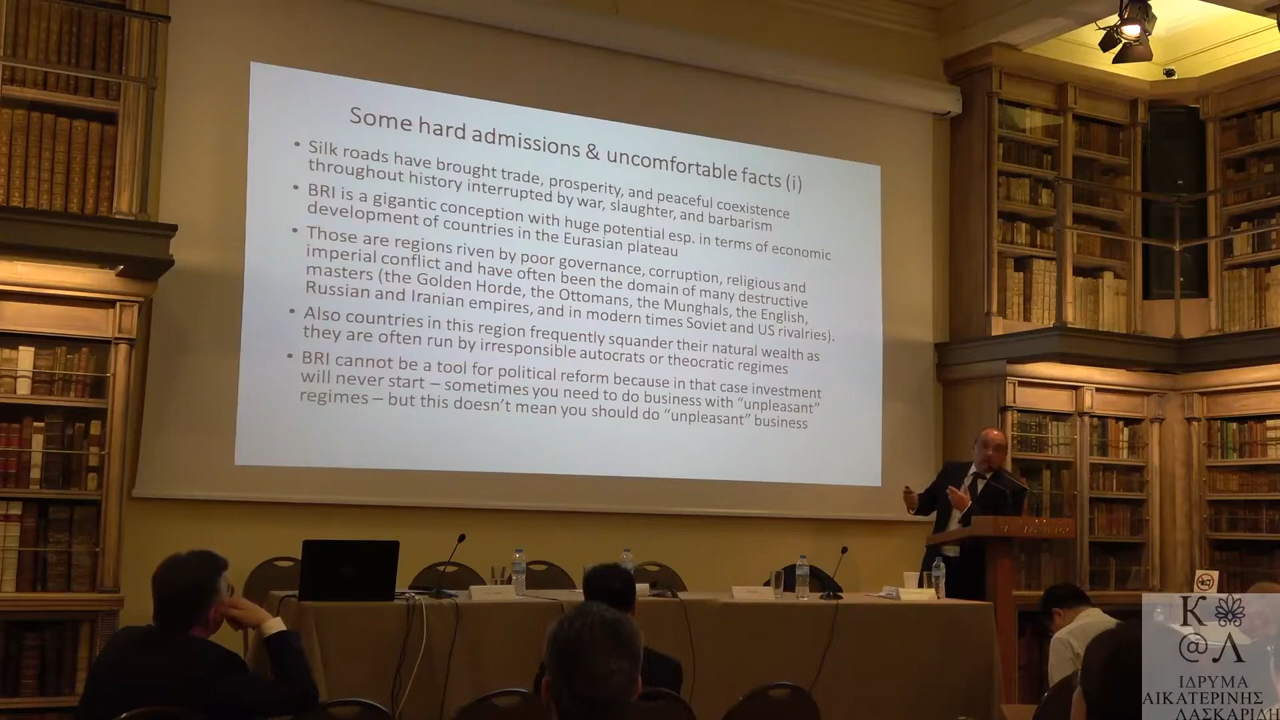 Some hard admissions & uncomfortable facts (i)
• Silk roads have brought trade, prosperity, and peaceful coexistence
throughout history interrupted by war, slaughter, and barbarism
• BRI is a gigantic conception with huge potential esp. in terms of economic
development of countries in the Eurasian plateau
• Those are regions riven by poor governance, corruption, religious and
imperial conflict and have often been the domain of many destructive
masters (the Golden Horde, the Ottomans, the Munghals, the English,
Russian and Iranian empires, and in modern times Soviet and US rivalries).
• Also countries in this region frequently squander their natural wealth as
they are often run by irresponsible autocrats or theocratic regimes
• BRI cannot be a tool for political reform because in that case investment
will never start – sometimes you need to do business with “unpleasant”
regimes – but this doesn’t mean you should do “unpleasant” business
Κ
@ Λ
ΙΔΡΥΜΑ
ΑΙΚΑΤΕΡΙΝΗΣ
ΛΑΣΚΑΡΙΔΗ